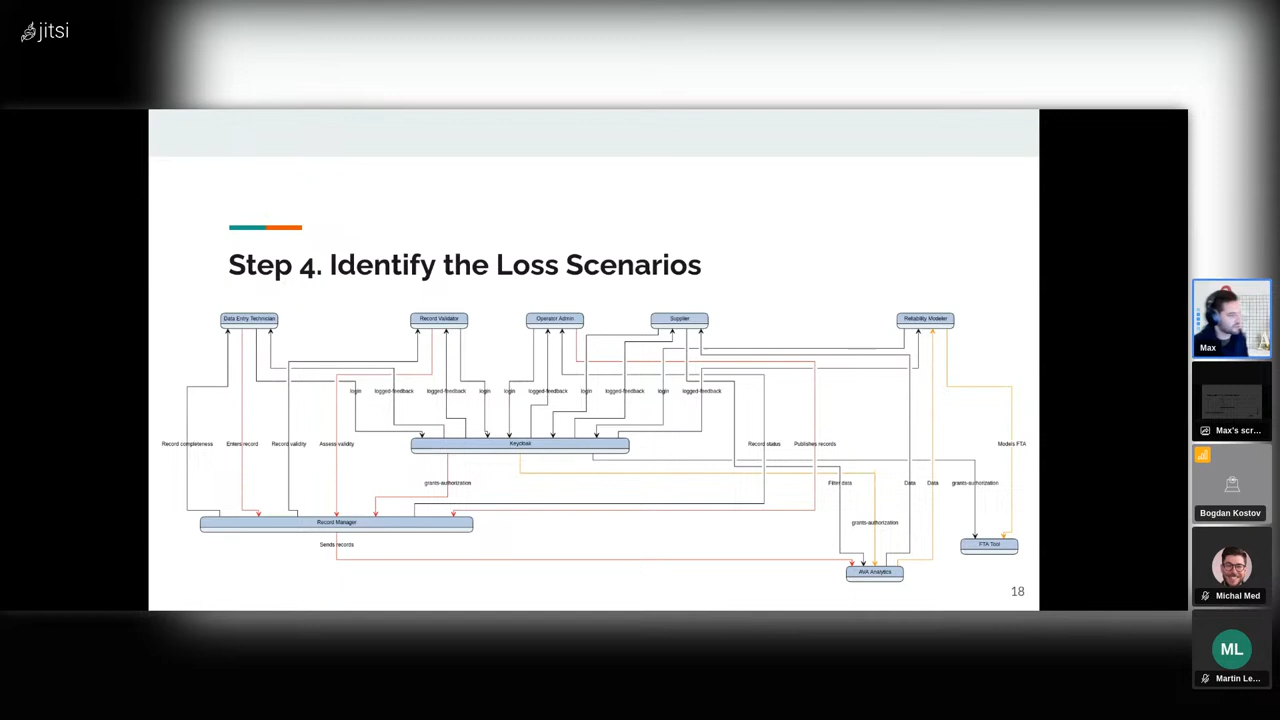 jitsi
Step 4. Identify the Loss Scenarios
Data Entry Technician
Record Validator
Operator Admin
Supplier
Reliability Modeler
login
logged-feedback
logged-feedback
login
login
logged-feedback
login
logged-feedback
login
logged-feedback
Record completeness
Enters record
Record validity
Assess validity
Keycloak
Record status
Publishes records
Models FTA
grants-authorization
Filter data
Data
Data
grants-authorization
Record Manager
grants-authorization
Sends records
FTA Tool
AVA Analytics
18
Max
Max's scr...
Bogdan Kostov
Michal Med
ML
Martin Le...